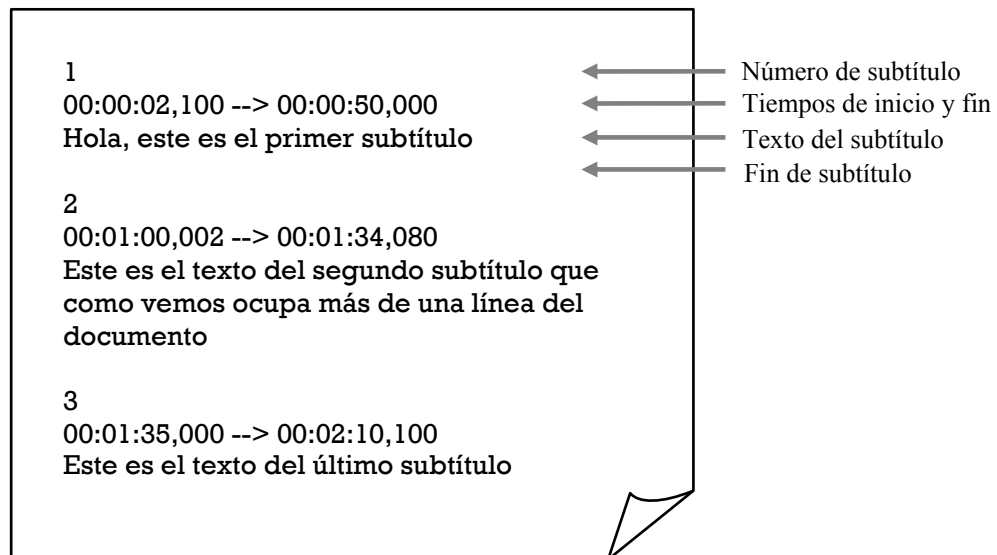 1
00:00:02,100 --> 00:00:50,000
Hola, este es el primer subtítulo
2
00:01:00,002 --> 00:01:34,080
Este es el texto del segundo subtítulo que
como vemos ocupa más de una línea del
documento
3
00:01:35,000 --> 00:02:10,100
Este es el texto del último subtítulo
Número de subtítulo
Tiempos de inicio y fin
Texto del subtítulo
Fin de subtítulo